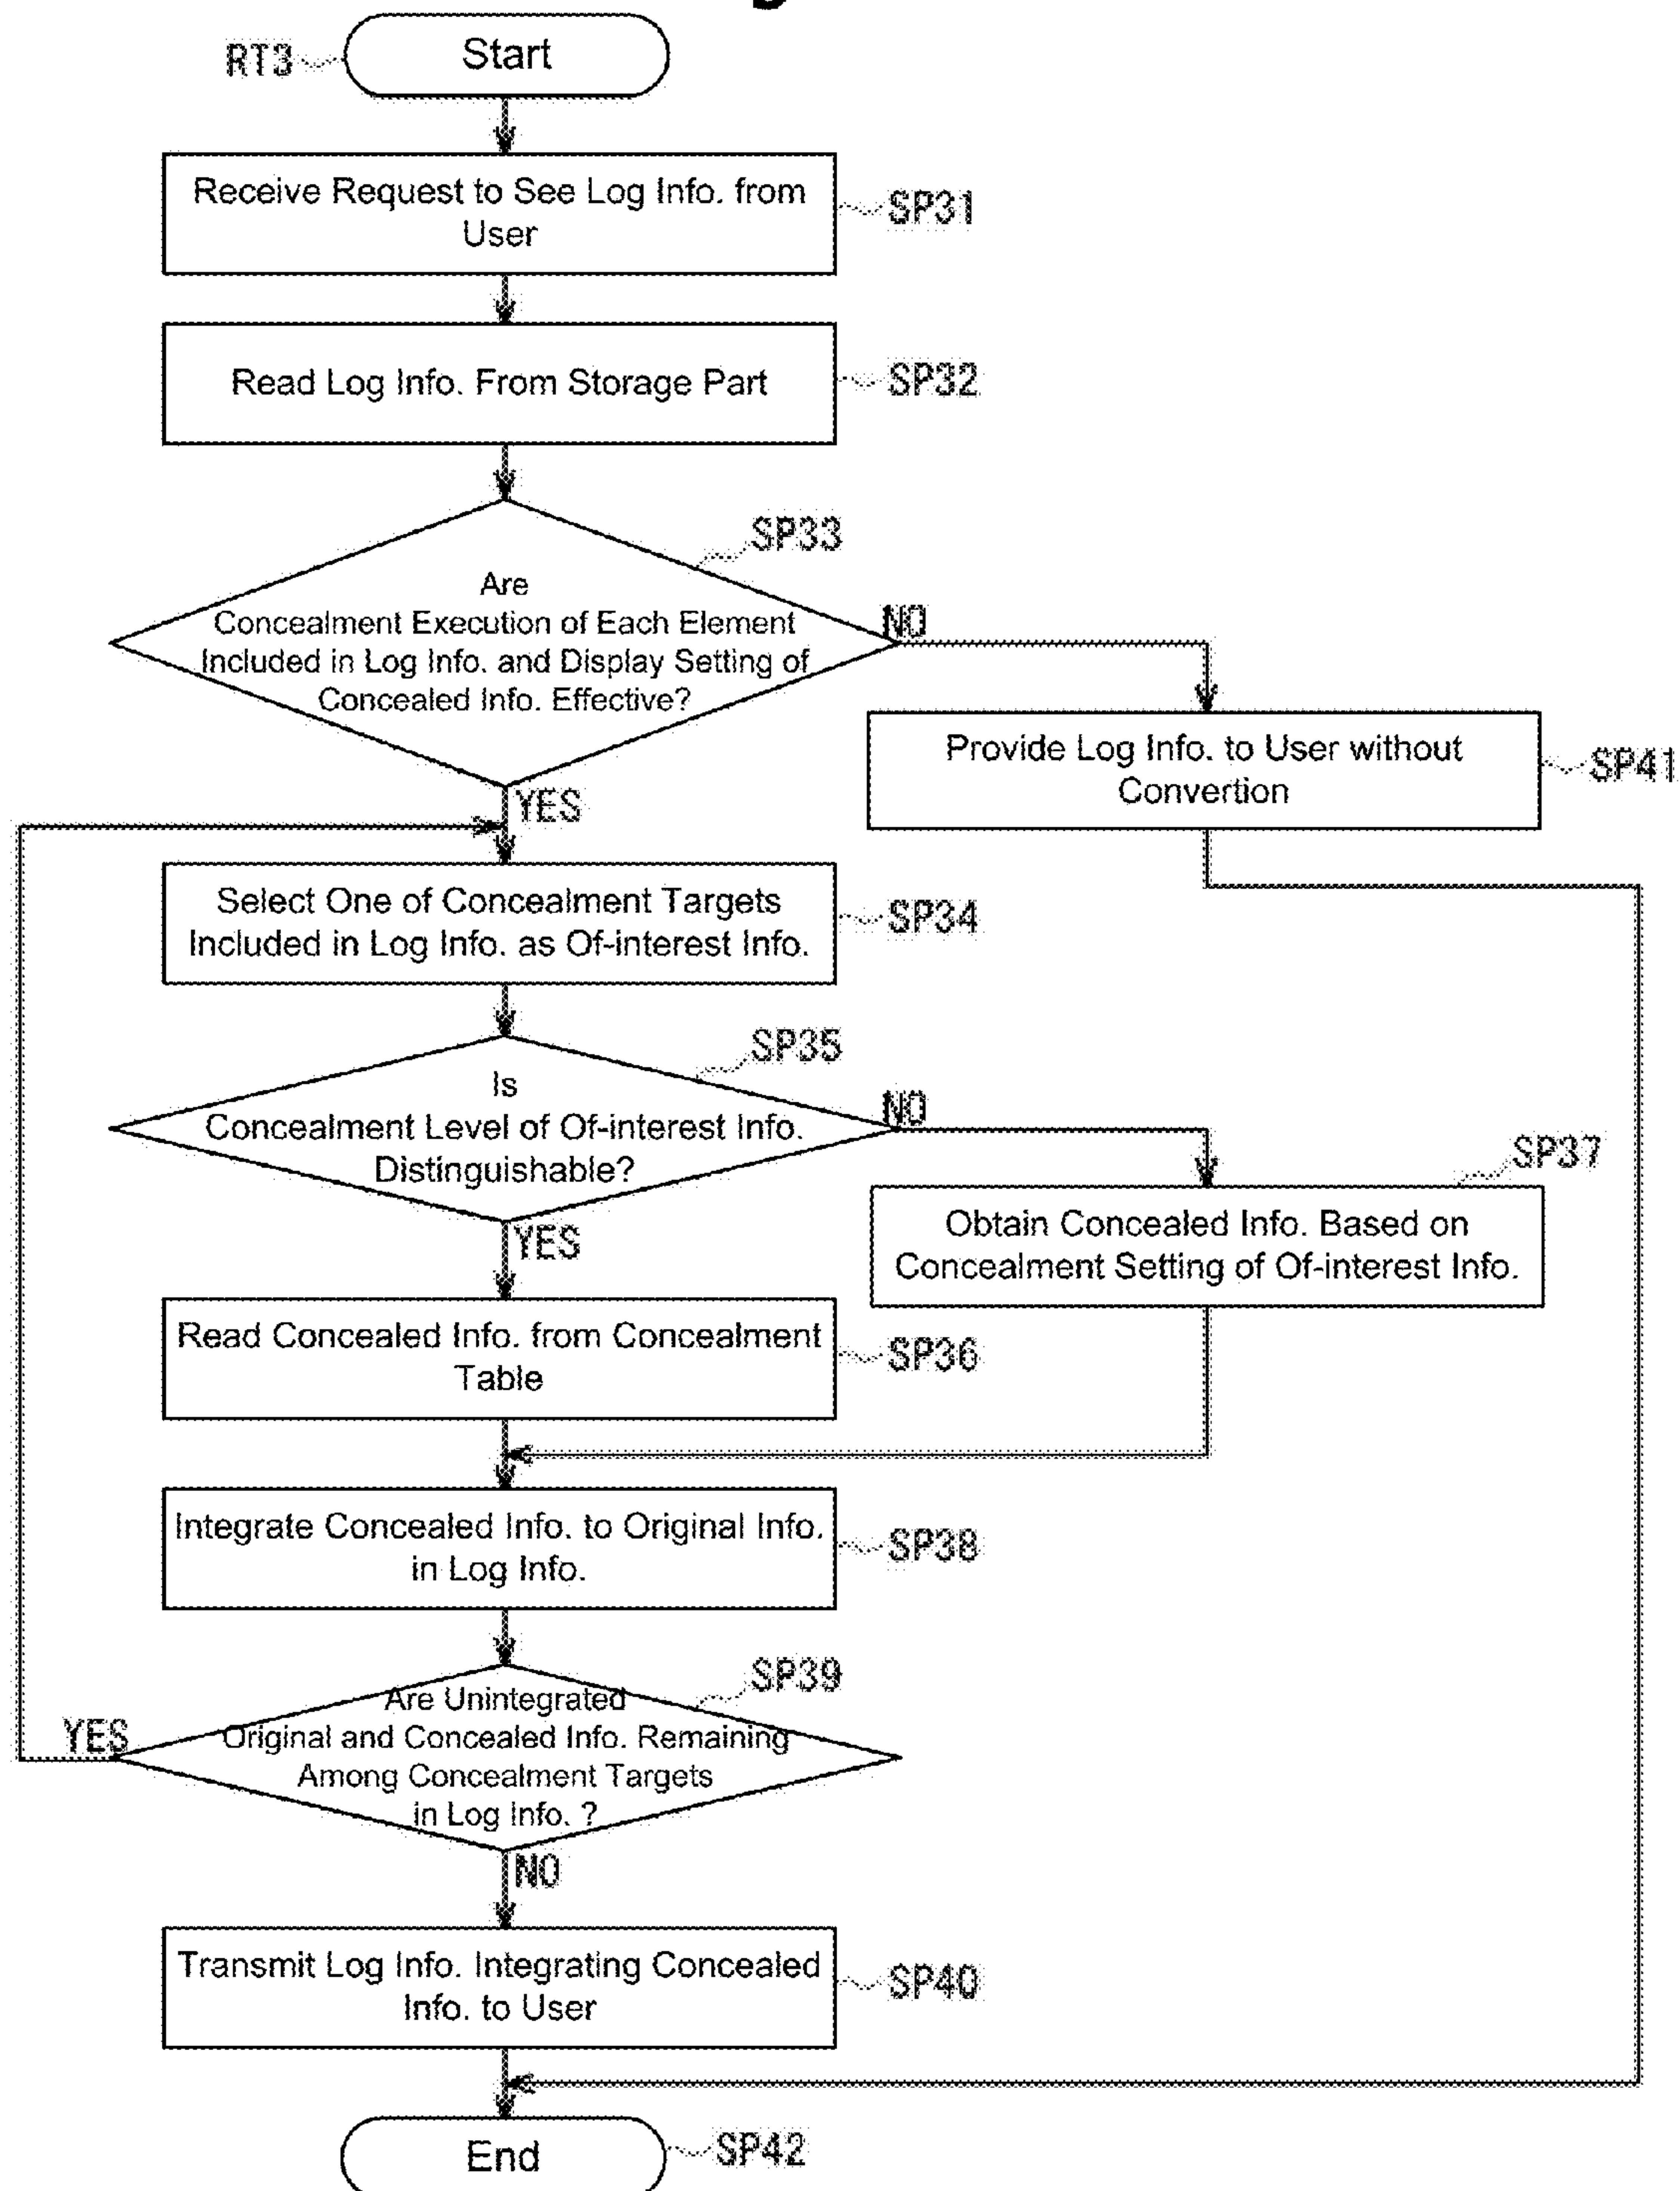 RT3
Start
Receive Request to See Log Info. from
User
SP31
Read Log Info. From Storage Part
SP32
SP33
Are
Concealment Execution of Each Element
Included in Log Info. and Display Setting of
Concealed Info. Effective?
NO
YES
Provide Log Info. to User without
Convertion
SP41
Select One of Concealment Targets
Included in Log Info. as Of-interest Info.
SP34
SP35
Is
Concealment Level of Of-interest Info.
Distinguishable?
NO
YES
SP37
Obtain Concealed Info. Based on
Concealment Setting of Of-interest Info.
Read Concealed Info. from Concealment
Table
SP36
Integrate Concealed Info. to Original Info.
in Log Info.
SP38
SP39
Are Unintegrated
Original and Concealed Info. Remaining
Among Concealment Targets
in Log Info. ?
YES
NO
Transmit Log Info. Integrating Concealed
Info. to User
SP40
End
SP42